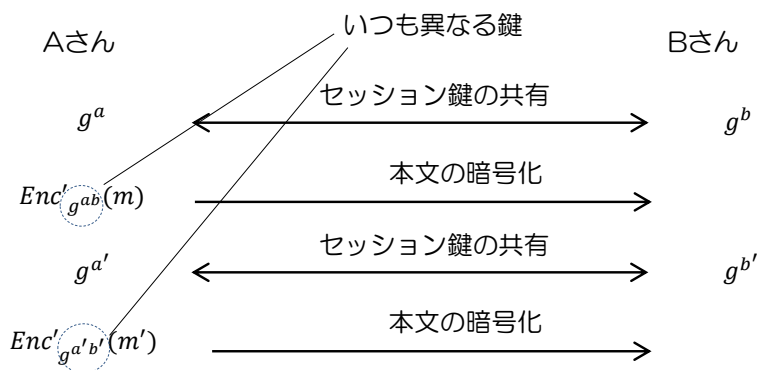 いつも異なる鍵
Aさん
Bさん
セッション鍵の共有
g^a
g^b
本文の暗号化
Enc'_{g^{ab}}(m)
セッション鍵の共有
g^{a'}
g^{b'}
本文の暗号化
Enc'_{g^{a'b'}}(m')